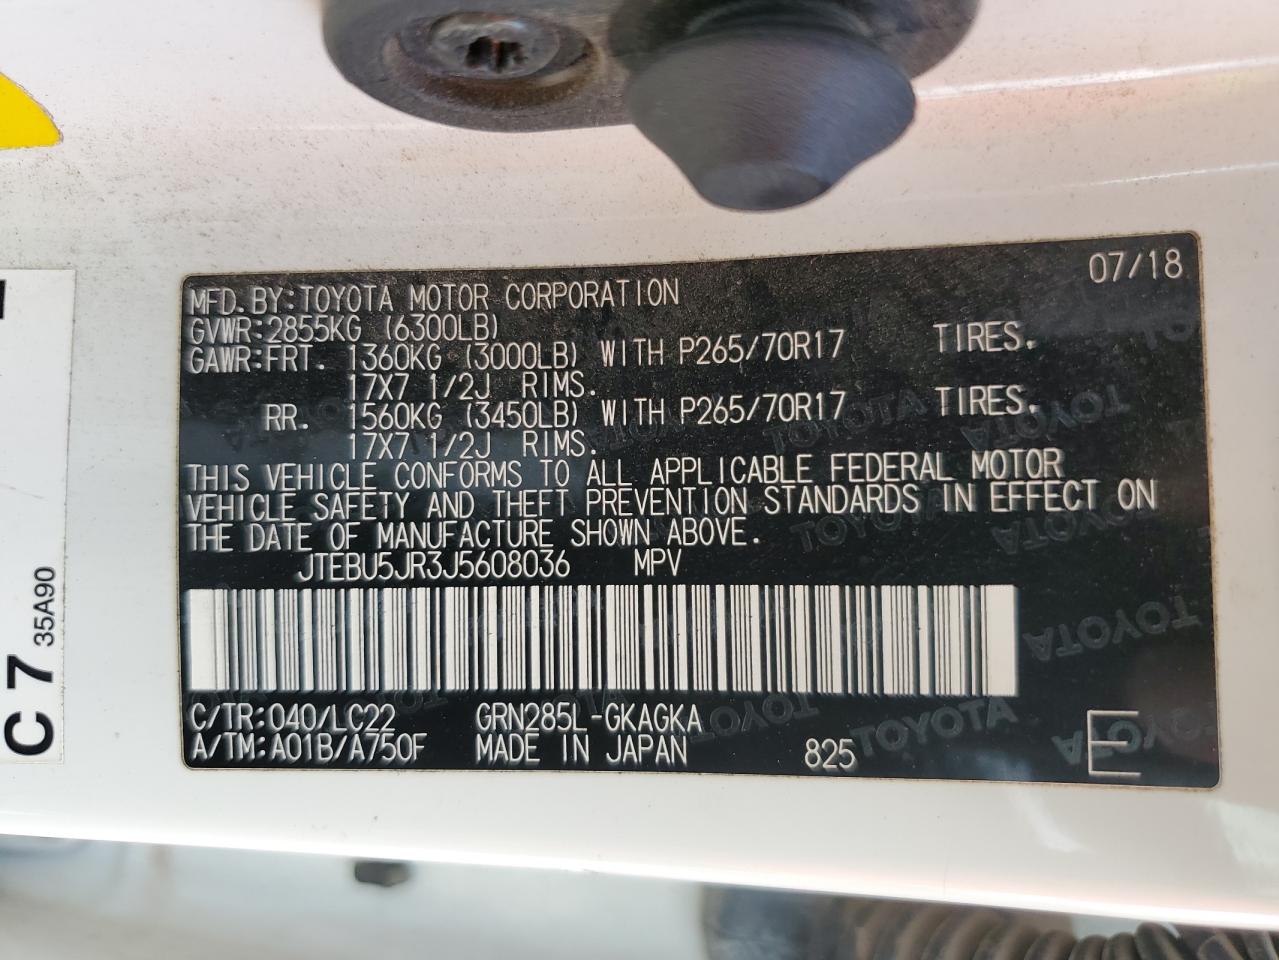 07/18
MFD. BY: TOYOTA MOTOR CORPORATION
GVWR: 2855KG (6300LB)
GAWR: FRT. 1360KG (3000LB) WITH P265/70R17 TIRES.
17X7 1/2J RIMS.
RR. 1560KG (3450LB) WITH P265/70R17 TIRES.
17X7 1/2J RIMS.
THIS VEHICLE CONFORMS TO ALL APPLICABLE FEDERAL MOTOR
VEHICLE SAFETY AND THEFT PREVENTION STANDARDS IN EFFECT ON
THE DATE OF MANUFACTURE SHOWN ABOVE.
JTEBU5JR3J5608036 MPV
C/TR: 040/LC22 GRN285L-GKAGKA
A/TM: A01B/A750F MADE IN JAPAN 825 E
TOYOTA
C 7 35A90